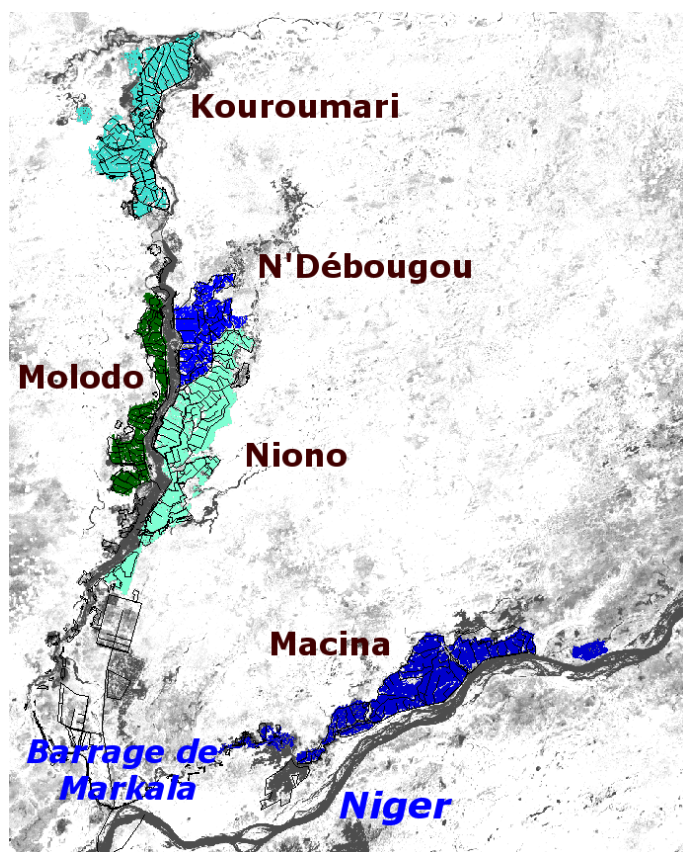 Kouroumari
N'Débougou
Molodo
Niono
Macina
Barrage de
Markala
Niger